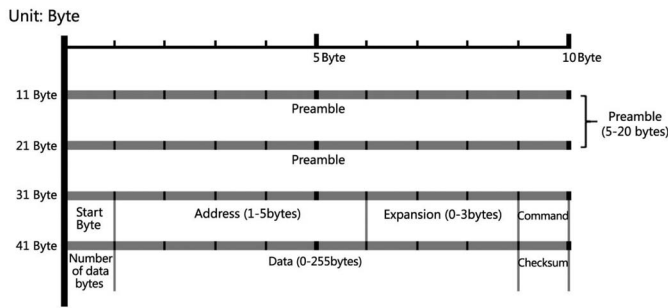 Unit: Byte
5 Byte
10 Byte
11 Byte
Preamble
Preamble
(5-20 bytes)
21 Byte
Preamble
31 Byte
Start
Byte
Address (1-5bytes)
Expansion (0-3bytes)
Command
41 Byte
Number
of data
bytes
Data (0-255bytes)
Checksum